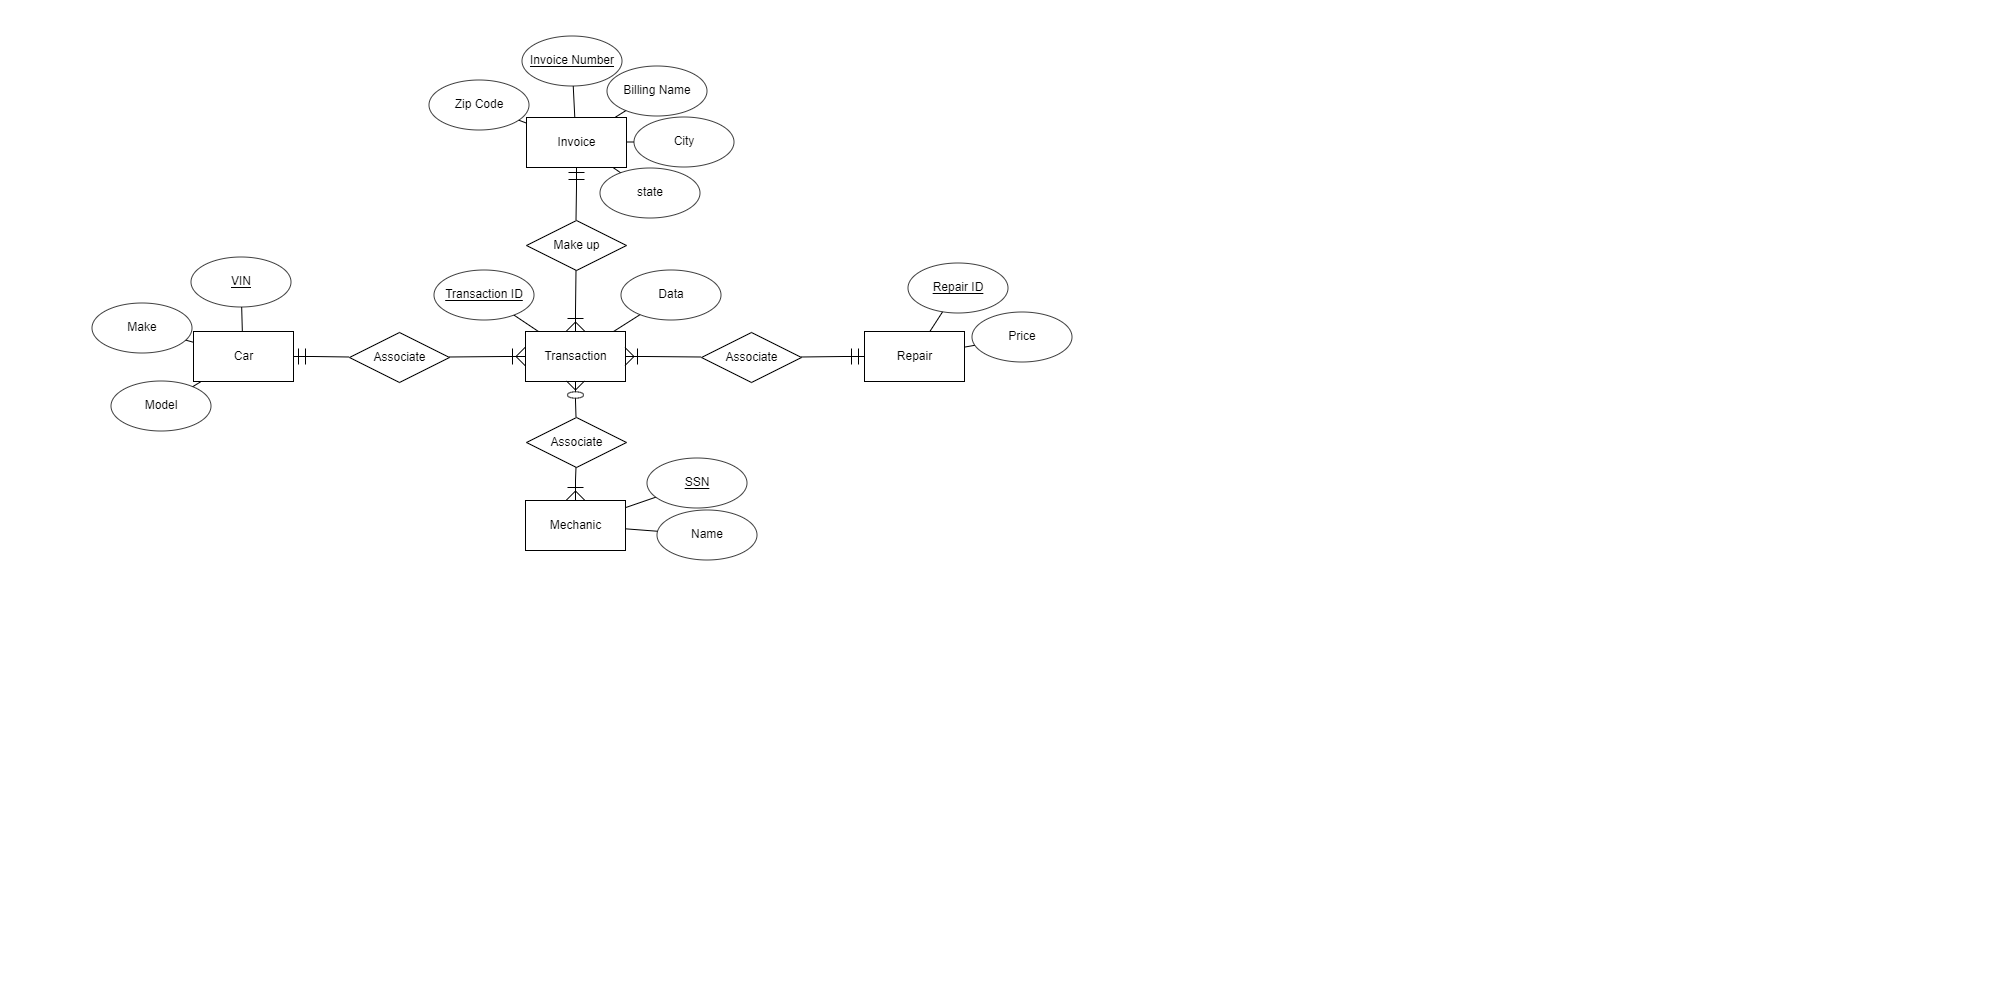 Invoice Number
Billing Name
Zip Code
Invoice
City
state
Make up
VIN
Transaction ID
Data
Repair ID
Make
Price
Car
Associate
Transaction
Associate
Repair
Model
Associate
SSN
Mechanic
Name